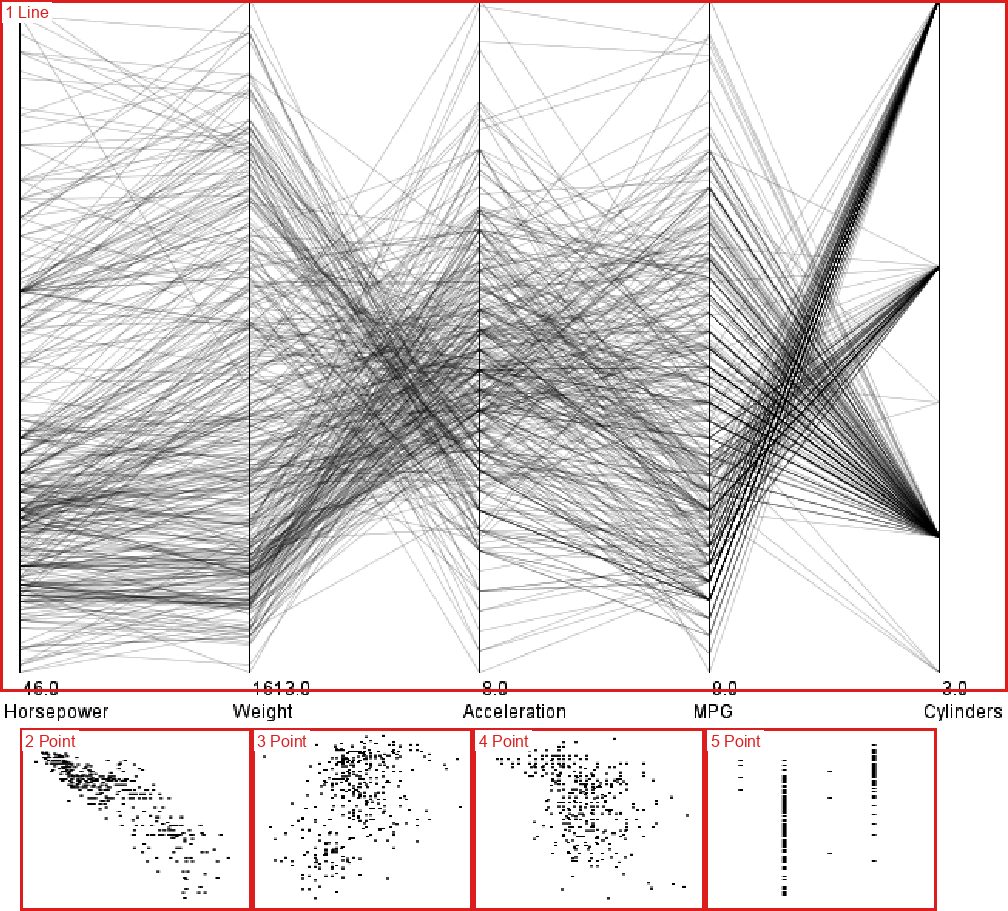 1 Line
46.0 1613.0 8.0 8.0 3.0
Horsepower Weight Acceleration MPG Cylinders
2 Point 3 Point 4 Point 5 Point